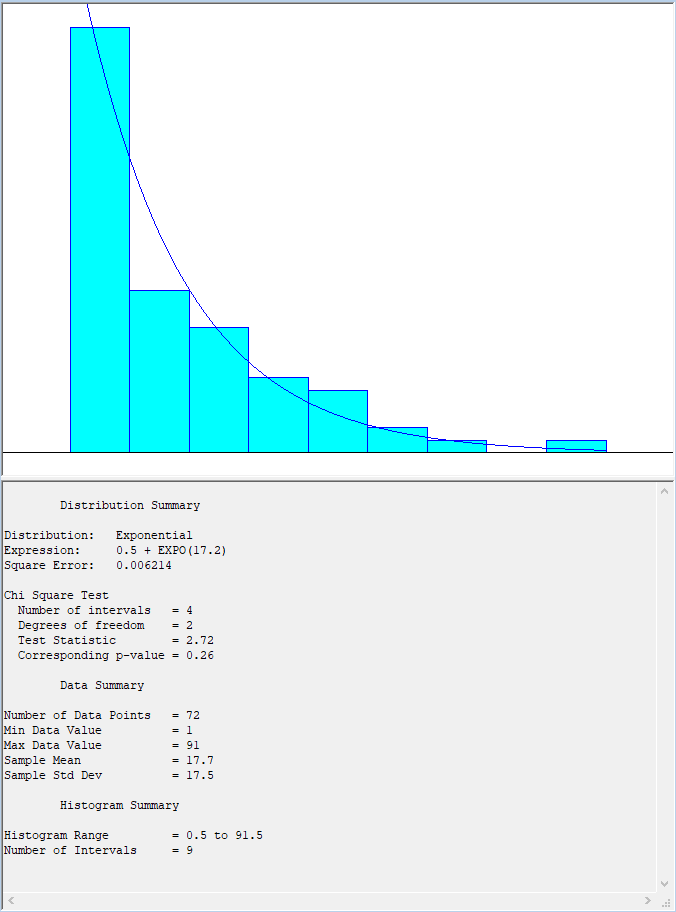 Distribution Summary
Distribution:   Exponential
Expression:     0.5 + EXPO(17.2)
Square Error:   0.006214
Chi Square Test
  Number of intervals   = 4
  Degrees of freedom    = 2
  Test Statistic        = 2.72
  Corresponding p-value = 0.26
Data Summary
Number of Data Points   = 72
Min Data Value          = 1
Max Data Value          = 91
Sample Mean             = 17.7
Sample Std Dev          = 17.5
Histogram Summary
Histogram Range         = 0.5 to 91.5
Number of Intervals     = 9